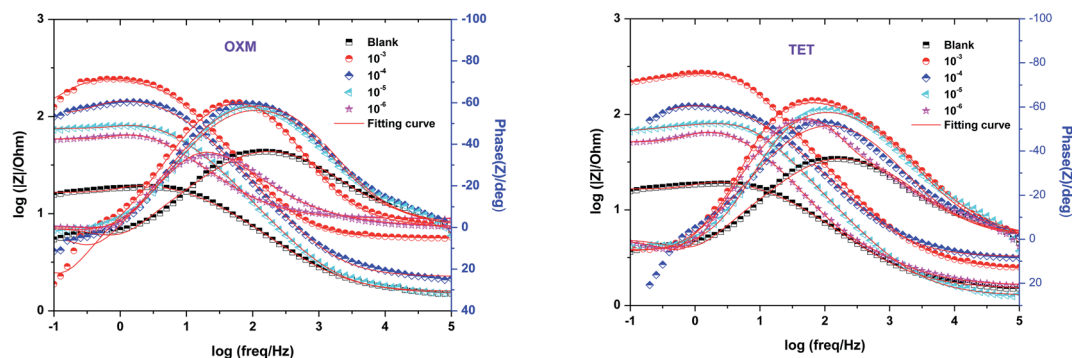 OXM
Blank
10⁻³
10⁻⁴
10⁻⁵
10⁻⁶
Fitting curve
log (|Z|/Ohm)
3
2
1
0
Phase(Z)/deg)
-100
-80
-60
-40
-20
0
20
30
40
-1 0 1 2 3 4 5
log (freq/Hz)
TET
Blank
10⁻³
10⁻⁴
10⁻⁵
10⁻⁶
Fitting curve
log (|Z|/Ohm)
3
2
1
0
Phase(Z)/deg)
-100
-80
-60
-40
-20
0
20
-1 0 1 2 3 4 5
log (freq/Hz)